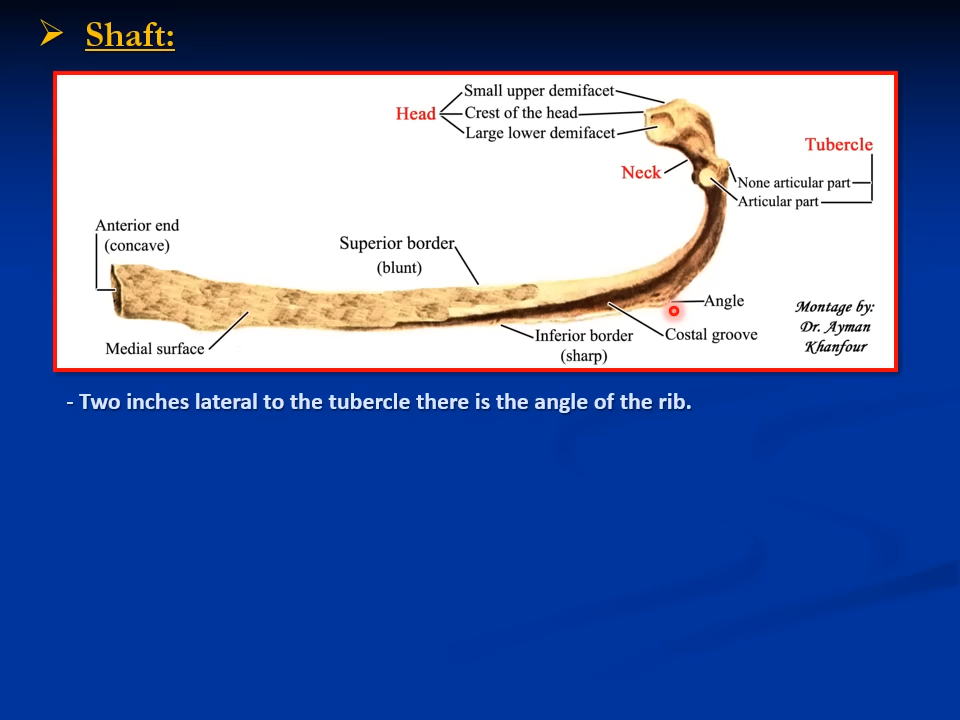 Shaft:
Small upper demifacet
Head
Crest of the head
Large lower demifacet
Tubercle
Neck
None articular part
Articular part
Anterior end
(concave)
Superior border
(blunt)
Angle
Montage by:
Dr. Ayman
Khanfour
Inferior border
(sharp)
Costal groove
Medial surface
- Two inches lateral to the tubercle there is the angle of the rib.